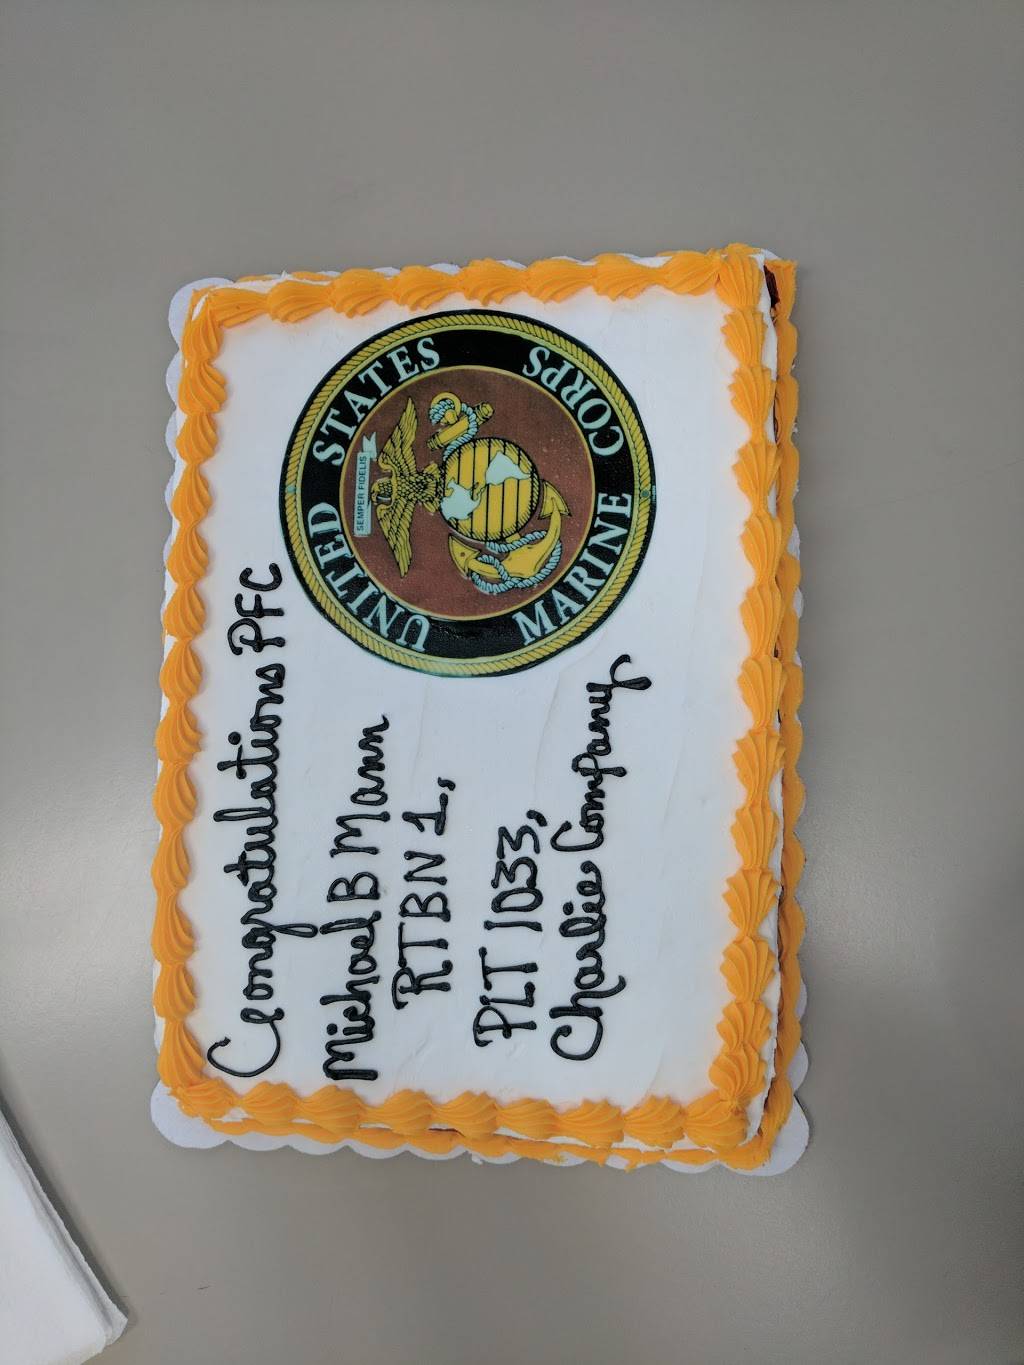 Congratulations PFC
Michael B Mann
RTBN 1,
PLT 1033,
Charlie Company
UNITED STATES
MARINE CORPS
SEMPER FIDELIS